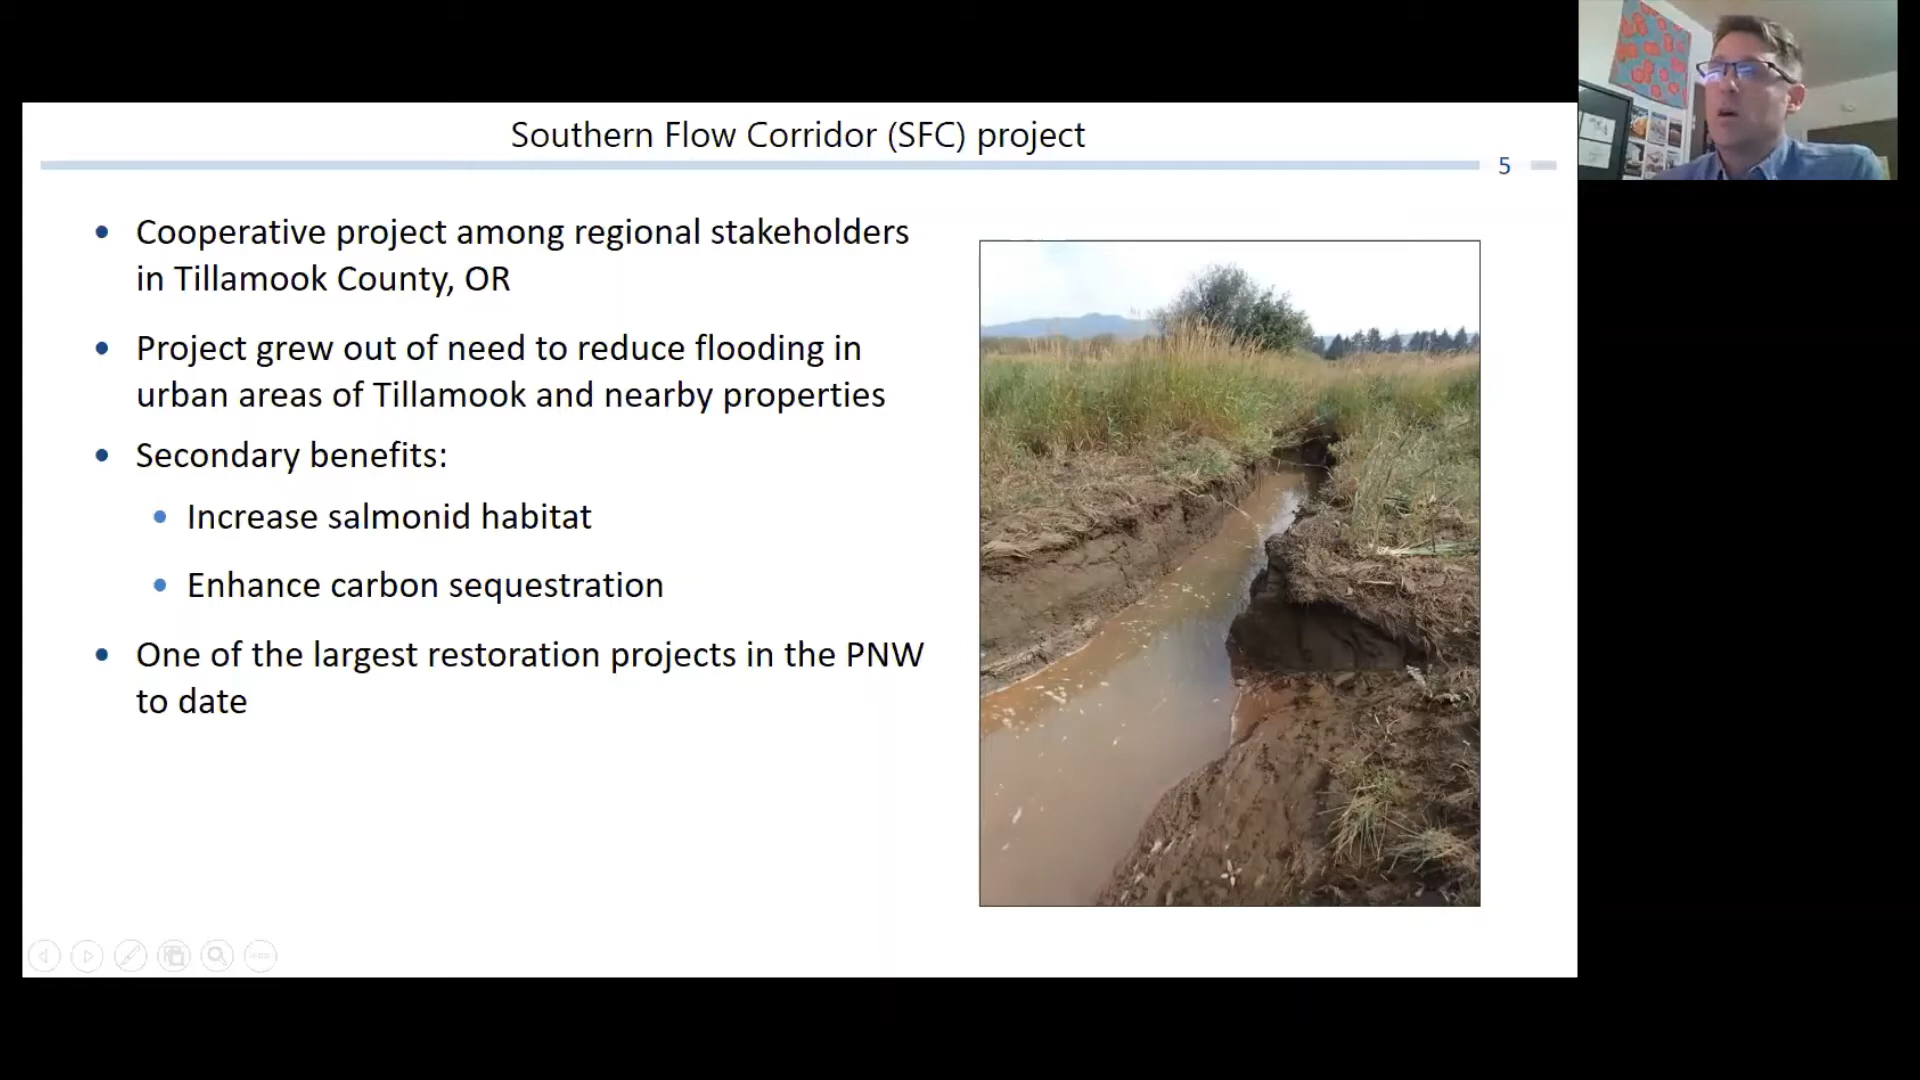 Southern Flow Corridor (SFC) project
5
• Cooperative project among regional stakeholders
in Tillamook County, OR
• Project grew out of need to reduce flooding in
urban areas of Tillamook and nearby properties
• Secondary benefits:
• Increase salmonid habitat
• Enhance carbon sequestration
• One of the largest restoration projects in the PNW
to date